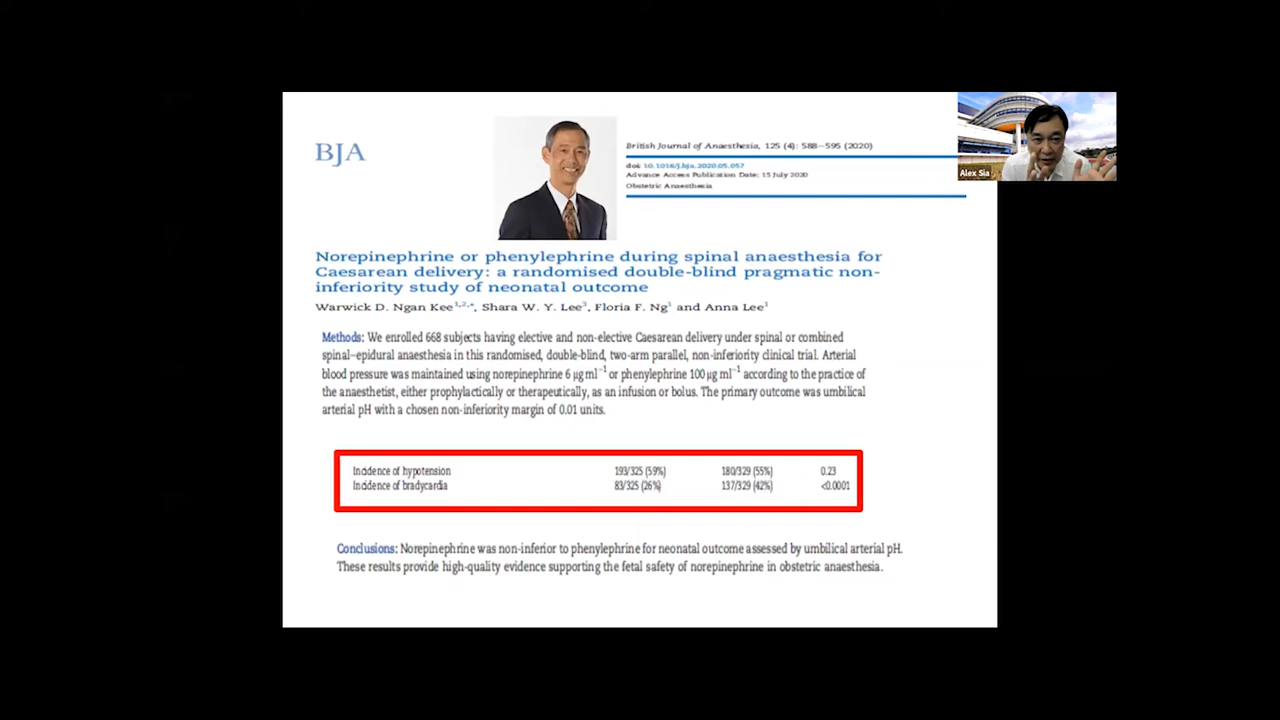 BJA
British Journal of Anaesthesia, 125 (4): 588–595 (2020)
doi: 10.1016/j.bja.2020.05.057
Advance Access Publication Date: 15 July 2020
Obstetric Anaesthesia
Alex Sia
Norepinephrine or phenylephrine during spinal anaesthesia for
Caesarean delivery: a randomised double-blind pragmatic non-
inferiority study of neonatal outcome
Warwick D. Ngan Kee1,2,*, Shara W. Y. Lee3, Floria F. Ng1 and Anna Lee1
Methods: We enrolled 668 subjects having elective and non-elective Caesarean delivery under spinal or combined
spinal–epidural anaesthesia in this randomised, double-blind, two-arm parallel, non-inferiority clinical trial. Arterial
blood pressure was maintained using norepinephrine 6 μg ml−1 or phenylephrine 100 μg ml−1 according to the practice of
the anaesthetist, either prophylactically or therapeutically, as an infusion or bolus. The primary outcome was umbilical
arterial pH with a chosen non-inferiority margin of 0.01 units.
Incidence of hypotension 193/325 (59%) 180/329 (55%) 0.23
Incidence of bradycardia 83/325 (26%) 137/329 (42%) <0.0001
Conclusions: Norepinephrine was non-inferior to phenylephrine for neonatal outcome assessed by umbilical arterial pH.
These results provide high-quality evidence supporting the fetal safety of norepinephrine in obstetric anaesthesia.